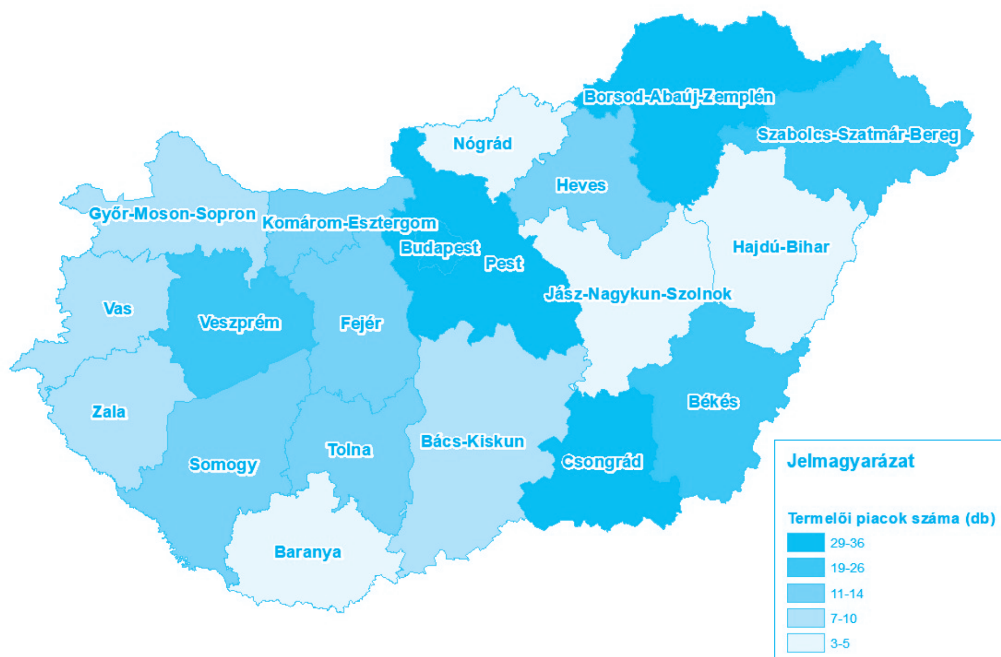 Borsod-Abaúj-Zemplén
Szabolcs-Szatmár-Bereg
Nógrád
Heves
Győr-Moson-Sopron
Komárom-Esztergom
Budapest
Pest
Hajdú-Bihar
Jász-Nagykun-Szolnok
Vas
Veszprém
Fejér
Zala
Békés
Somogy
Tolna
Bács-Kiskun
Csongrád
Baranya
Jelmagyarázat
Termelői piacok száma (db)
29-36
19-26
11-14
7-10
3-5